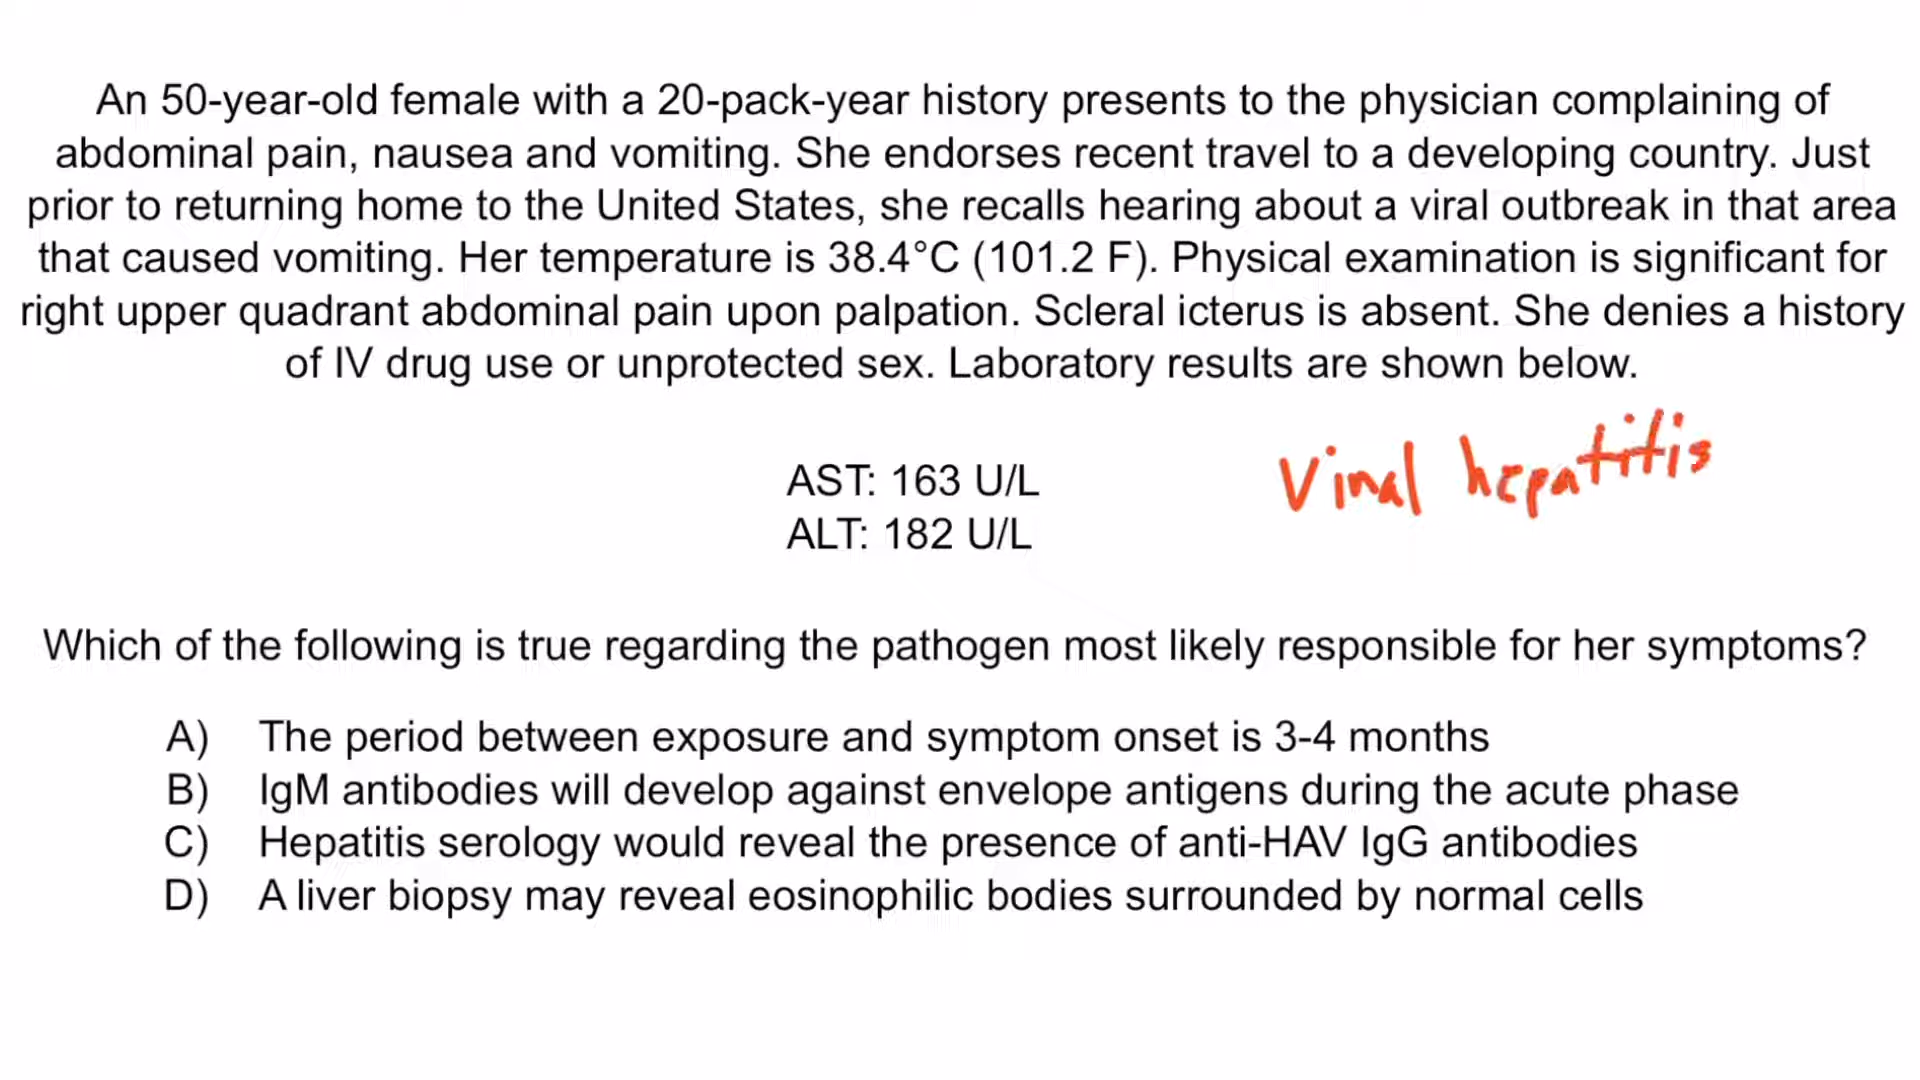 An 50-year-old female with a 20-pack-year history presents to the physician complaining of
abdominal pain, nausea and vomiting. She endorses recent travel to a developing country. Just
prior to returning home to the United States, she recalls hearing about a viral outbreak in that area
that caused vomiting. Her temperature is 38.4°C (101.2 F). Physical examination is significant for
right upper quadrant abdominal pain upon palpation. Scleral icterus is absent. She denies a history
of IV drug use or unprotected sex. Laboratory results are shown below.
AST: 163 U/L
ALT: 182 U/L
Viral hepatitis
Which of the following is true regarding the pathogen most likely responsible for her symptoms?
A) The period between exposure and symptom onset is 3-4 months
B) IgM antibodies will develop against envelope antigens during the acute phase
C) Hepatitis serology would reveal the presence of anti-HAV IgG antibodies
D) A liver biopsy may reveal eosinophilic bodies surrounded by normal cells